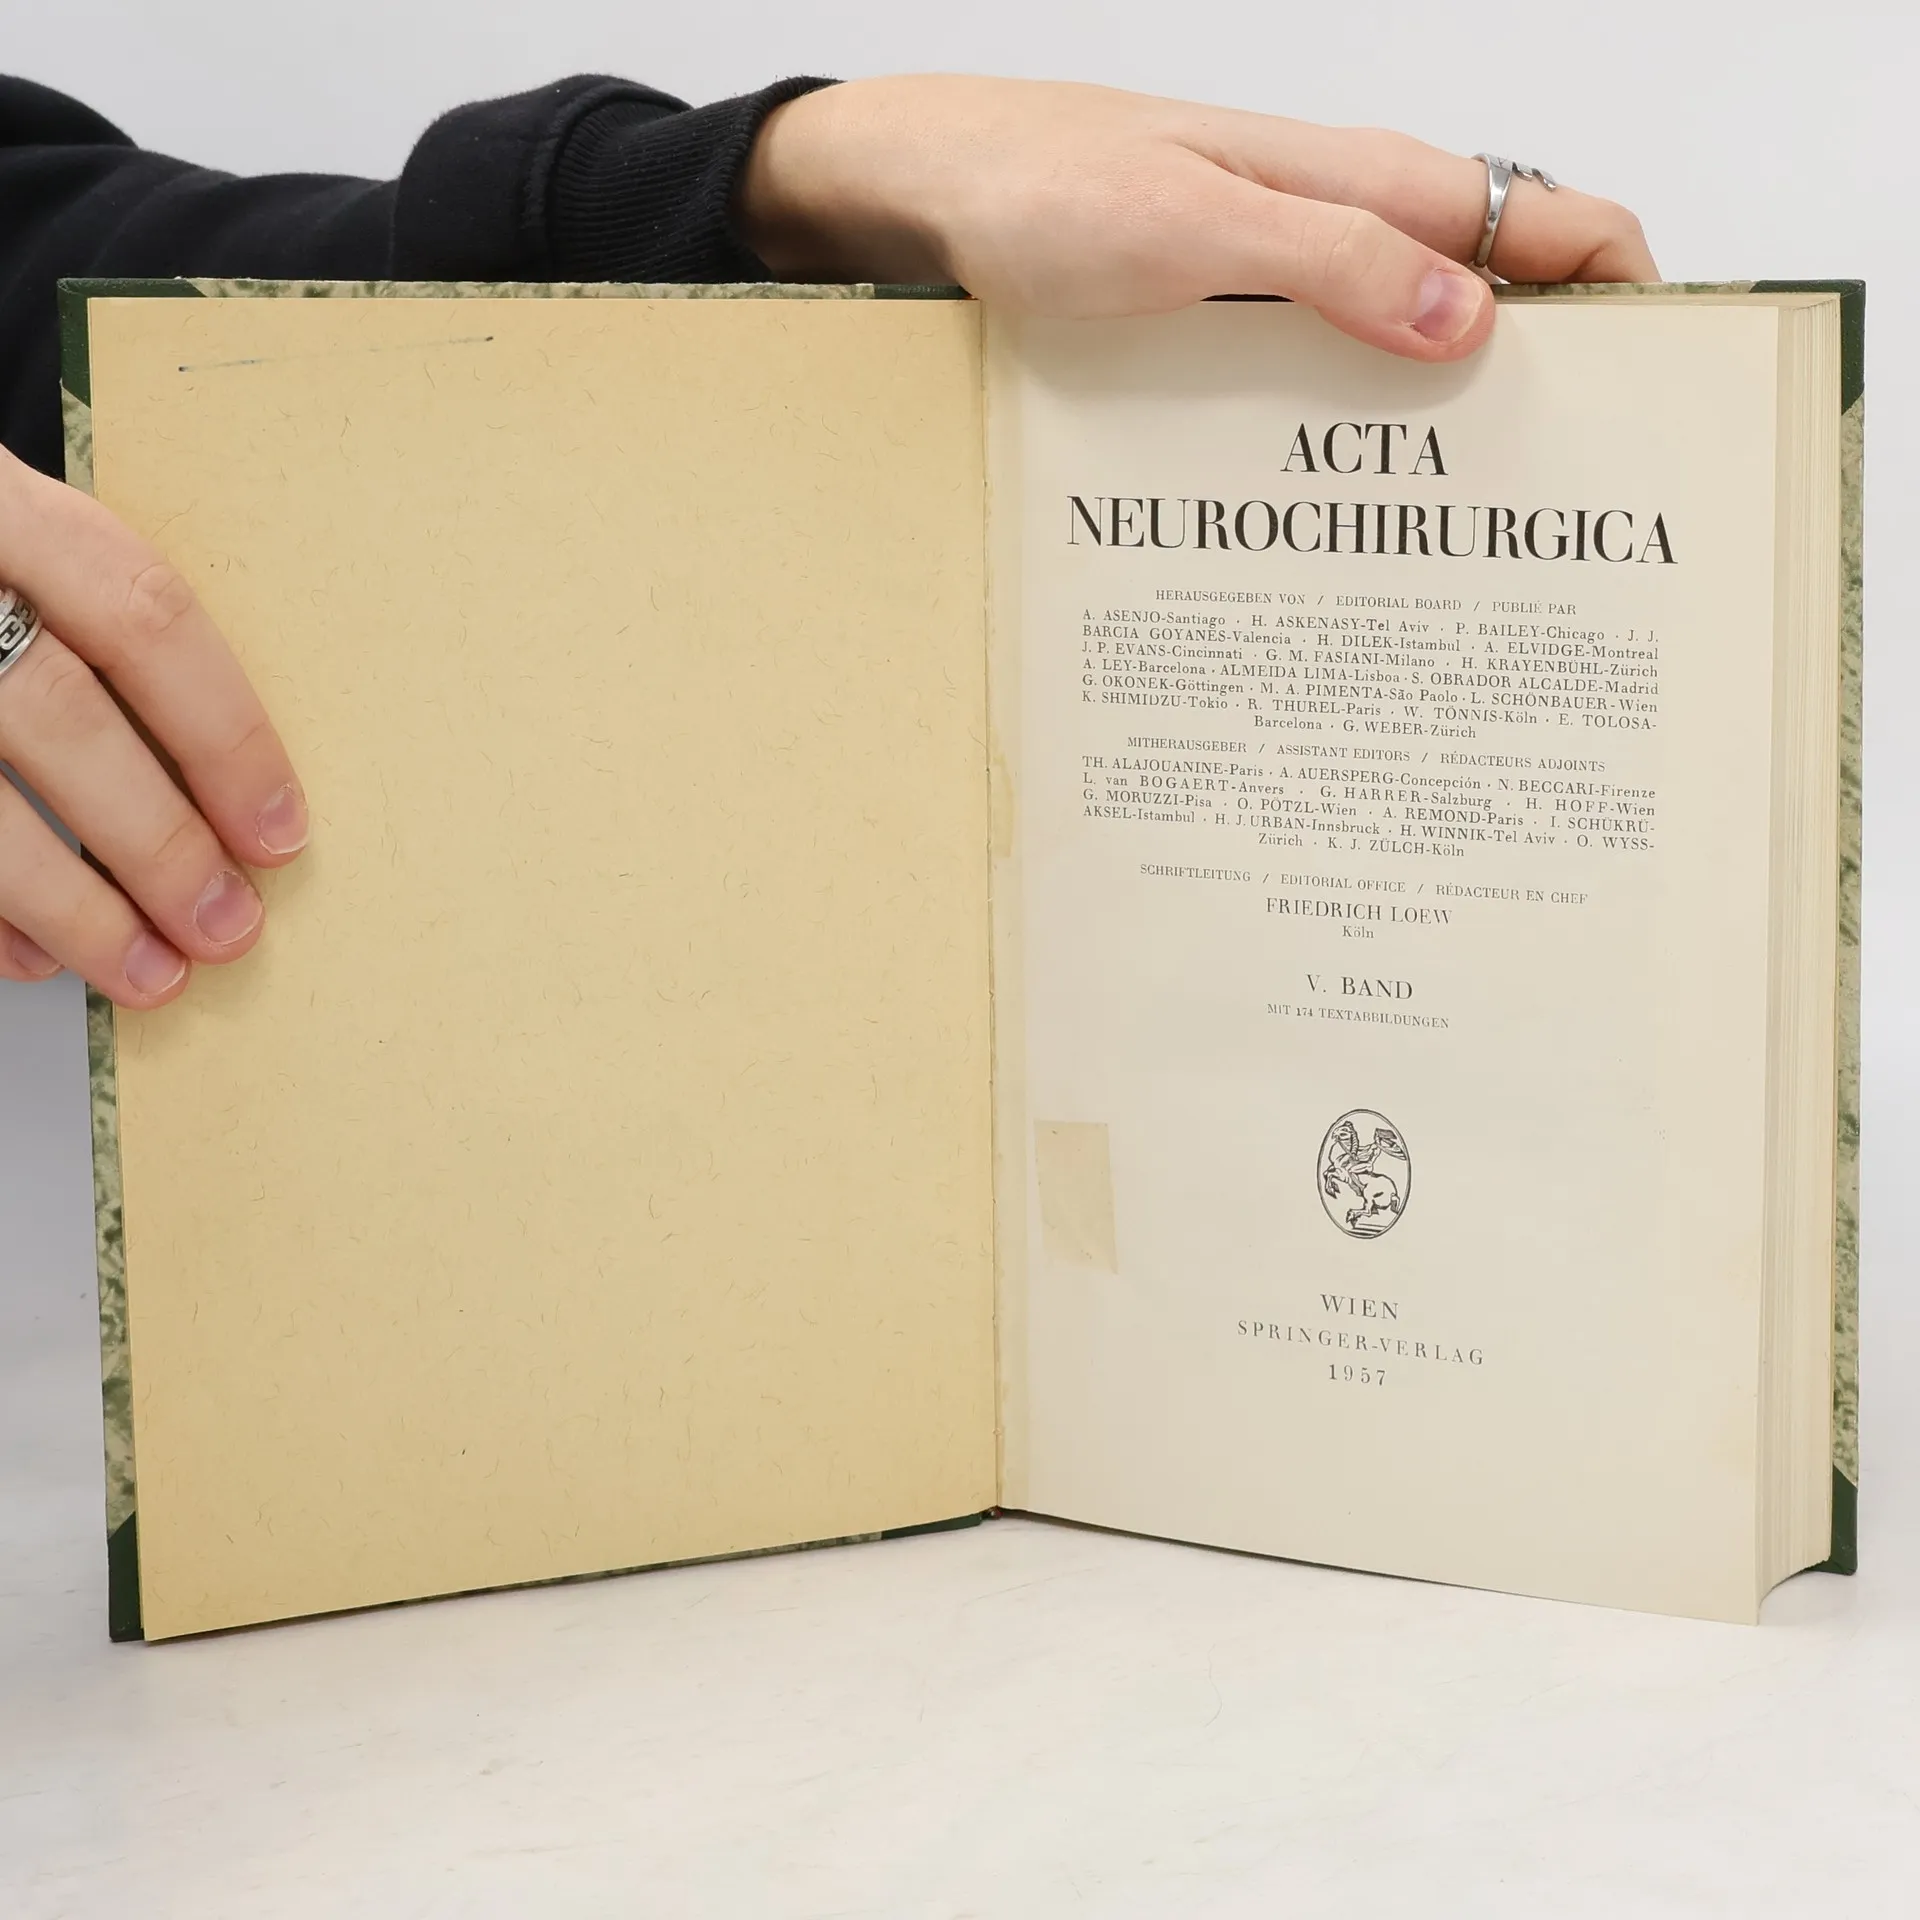 ACTA
NEUROCHIRURGICA
HERAUSGEGEBEN VON / EDITORIAL BOARD / PUBLIÉ PAR
A. ASENJO-Santiago · H. ASKENASY-Tel Aviv · P. BAILEY-Chicago · J. J.
BARCIA GOYANES-Valencia · H. DILEK-Istambul · A. ELVIDGE-Montreal
J. P. EVANS-Cincinnati · G. M. FASIANI-Milano · H. KRAYENBÜHL-Zürich
A. LEY-Barcelona · ALMEIDA LIMA-Lisboa · S. OBRADOR ALCALDE-Madrid
G. OKONEK-Göttingen · M. A. PIMENTA-São Paolo · L. SCHÖNBAUER-Wien
K. SHIMIDZU-Tokio · R. THUREL-Paris · W. TÖNNIS-Köln · E. TOLOSA-
Barcelona · G. WEBER-Zürich
MITHERAUSGEBER / ASSISTANT EDITORS / RÉDACTEURS ADJOINTS
TH. ALAJOUANINE-Paris · A. AUERSPERG-Concepción · N. BECCARI-Firenze
L. van BOGAERT-Anvers · G. HARRER-Salzburg · H. HOFF-Wien
G. MORUZZI-Pisa · O. PÖTZL-Wien · A. REMOND-Paris · I. SCHÜKRÜ-
AKSEL-Istambul · H. J. URBAN-Innsbruck · H. WINNIK-Tel Aviv · O. WYSS-
Zürich · K. J. ZÜLCH-Köln
SCHRIFTLEITUNG / EDITORIAL OFFICE / RÉDACTEUR EN CHEF
FRIEDRICH LOEW
Köln
V. BAND
MIT 174 TEXTABBILDUNGEN
WIEN
SPRINGER-VERLAG
1957